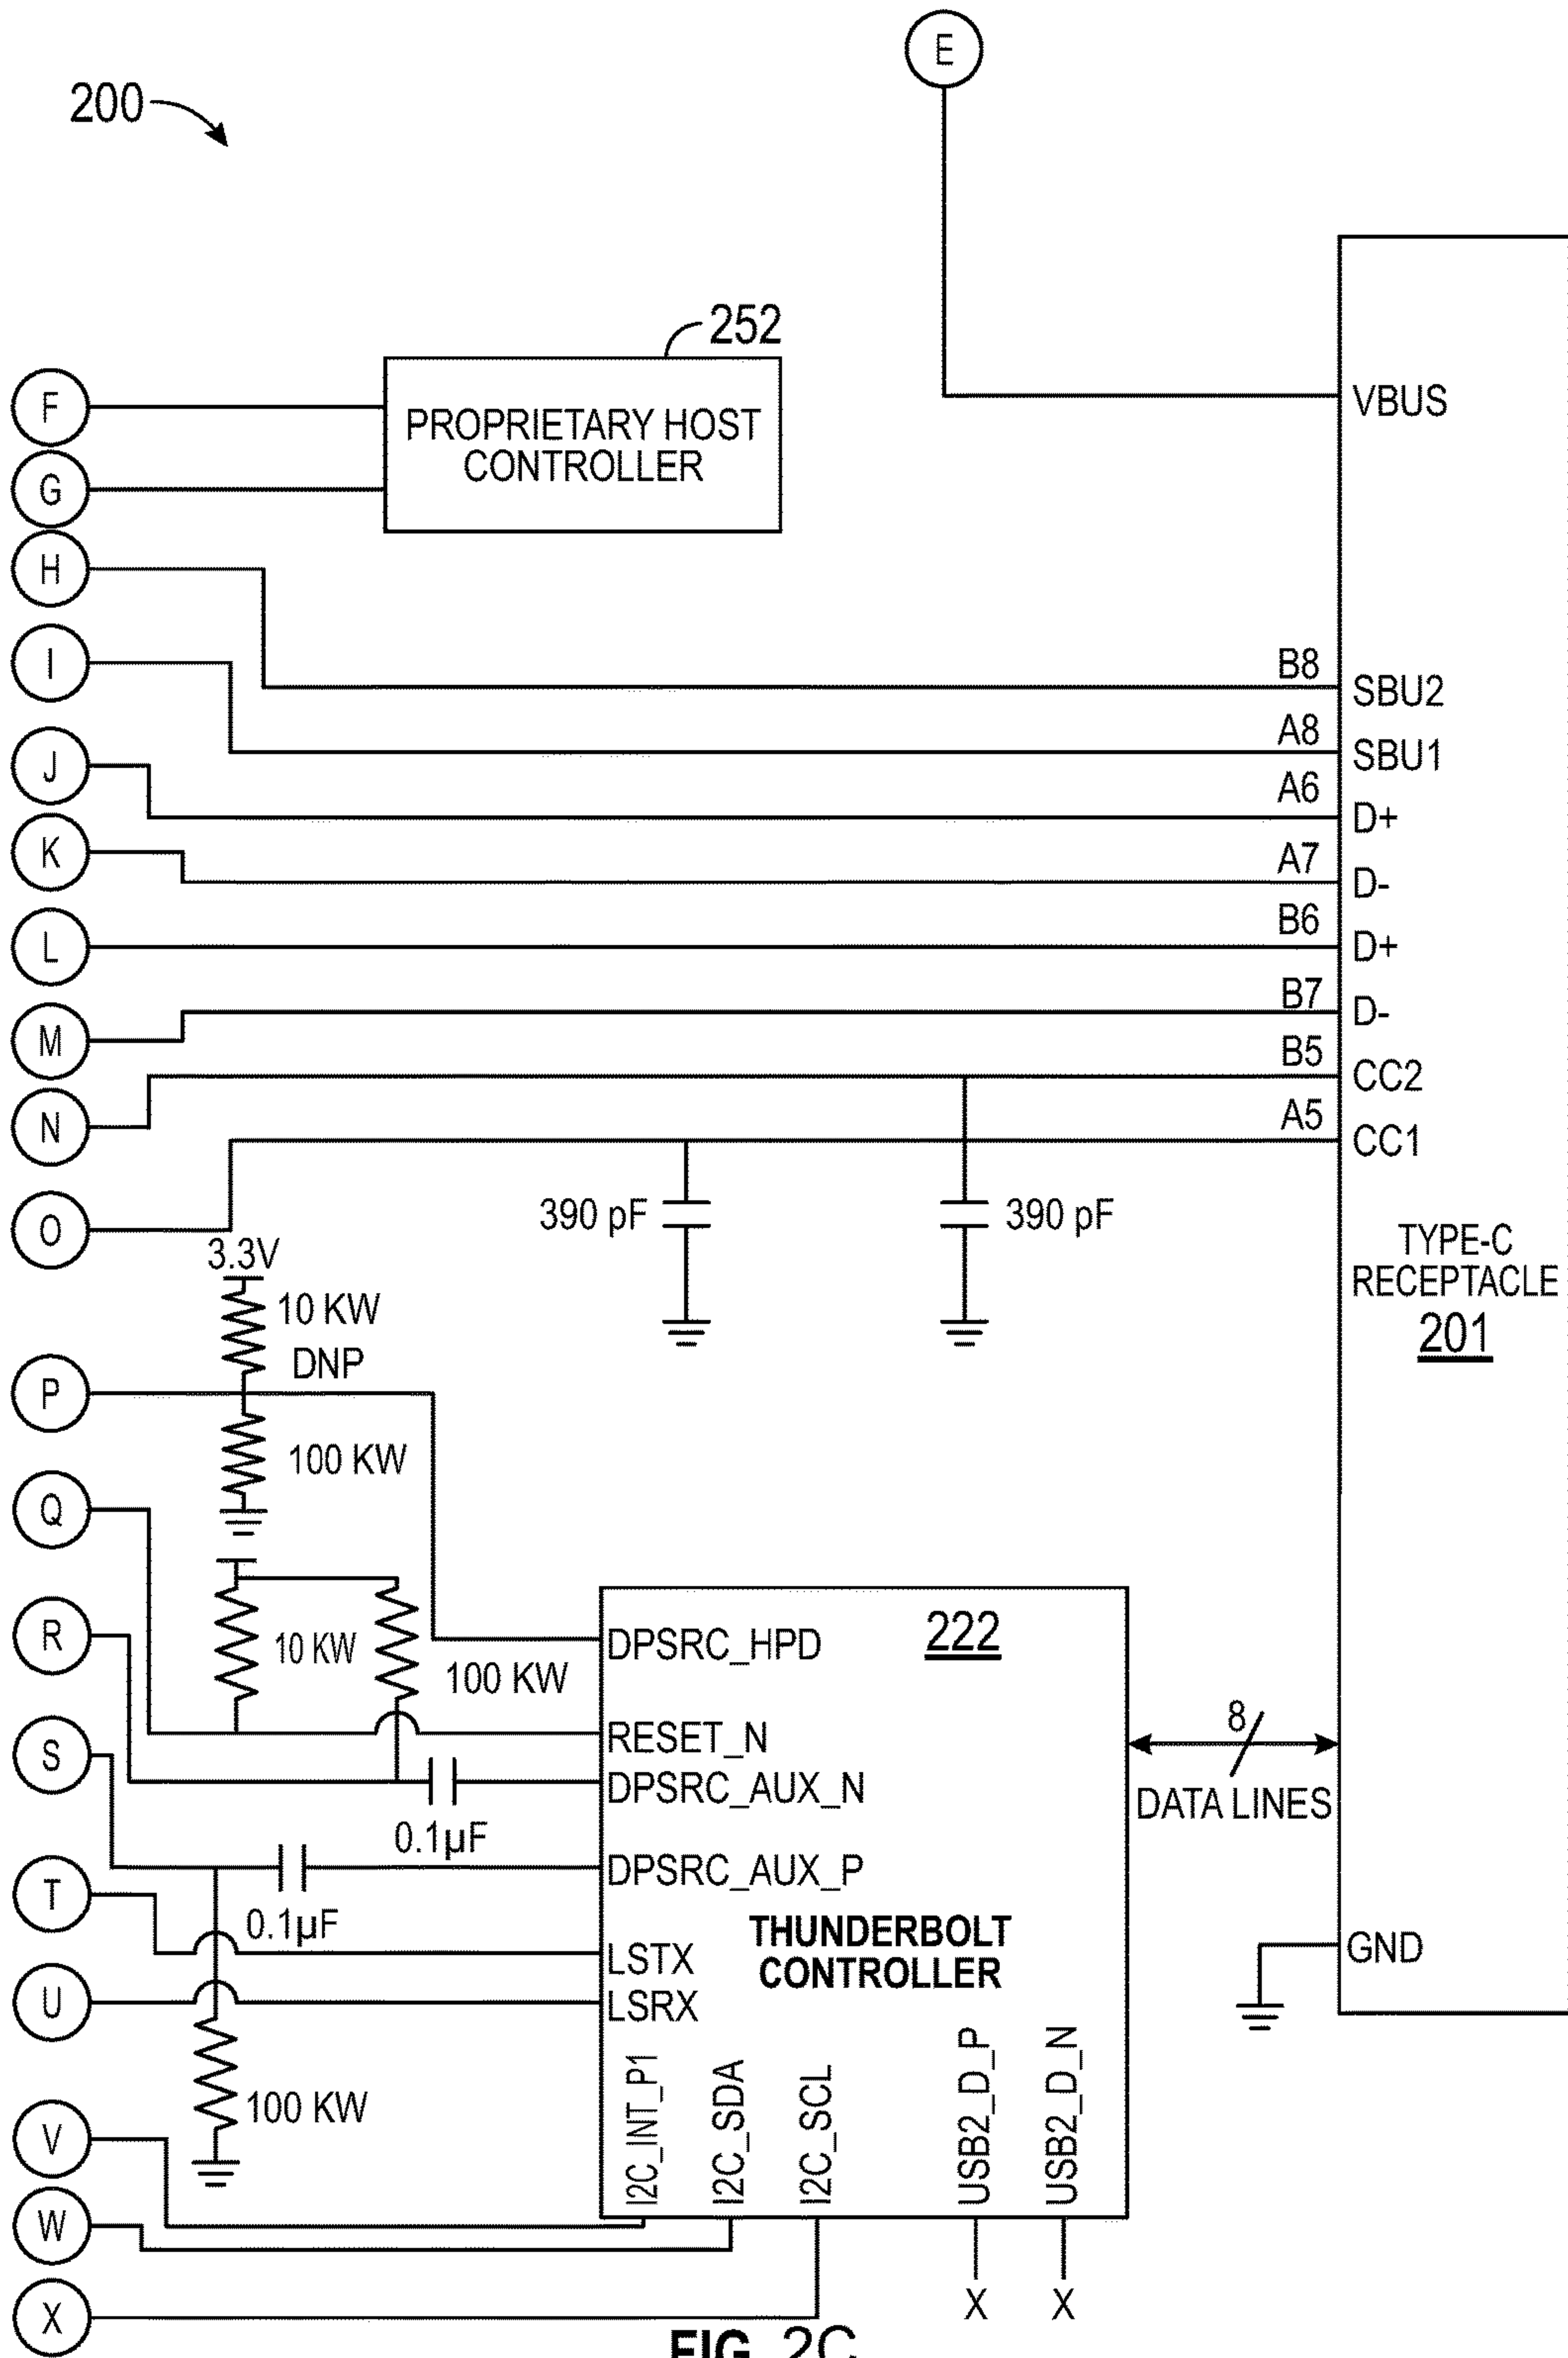 E
200
252
F
PROPRIETARY HOST
CONTROLLER
VBUS
G
H
I
B8
SBU2
A8
SBU1
J
A6
D+
K
A7
D-
L
B6
D+
M
B7
D-
B5
CC2
N
A5
CC1
O
390 pF
390 pF
3.3V
10 KW
DNP
TYPE-C
RECEPTACLE
201
P
100 KW
Q
R
10 KW
100 KW
DPSRC_HPD
222
RESET_N
S
DPSRC_AUX_N
0.1µF
8
DATA LINES
DPSRC_AUX_P
T
0.1µF
THUNDERBOLT
CONTROLLER
LSTX
U
LSRX
GND
100 KW
V
I2C_INT_P1
I2C_SDA
I2C_SCL
USB2_D_P
USB2_D_N
W
X
X
X
FIG. 2C